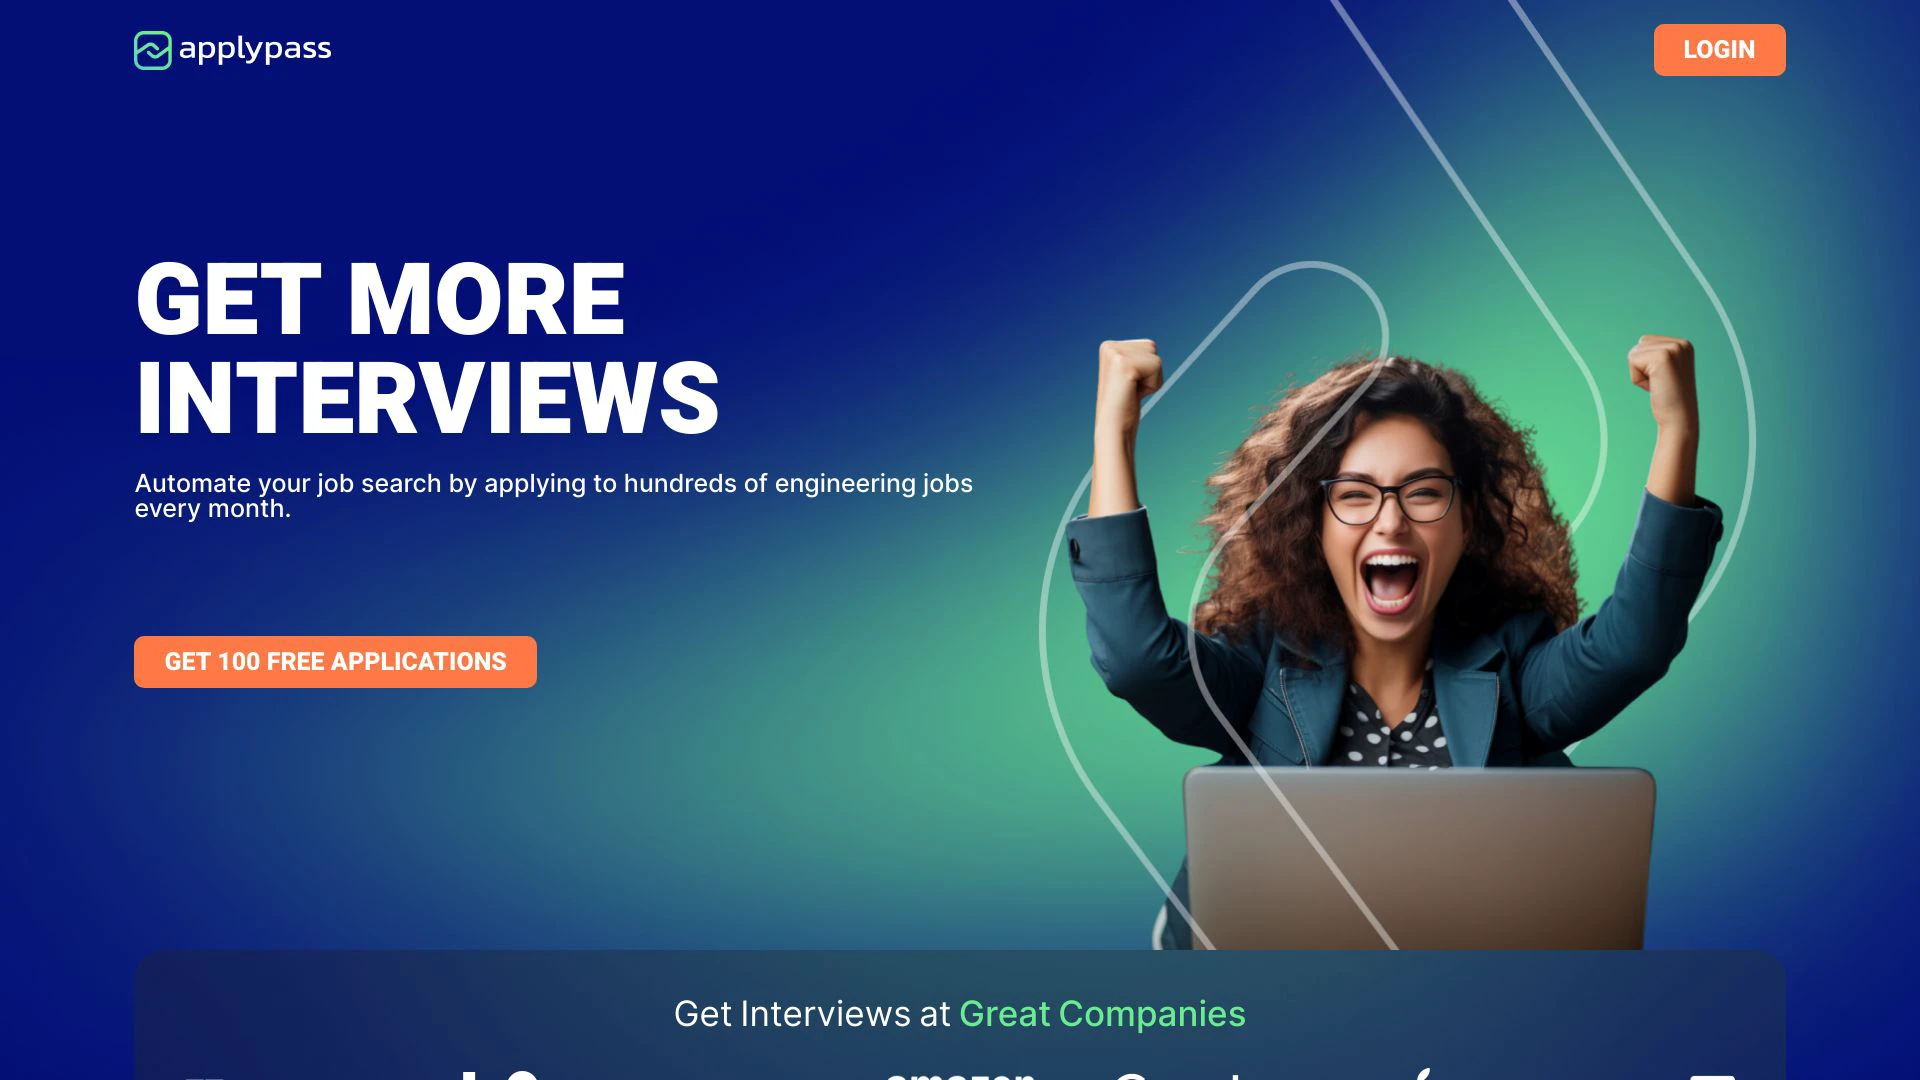 applypass
LOGIN
GET MORE
INTERVIEWS
Automate your job search by applying to hundreds of engineering jobs
every month.
GET 100 FREE APPLICATIONS
Get Interviews at Great Companies
amazon